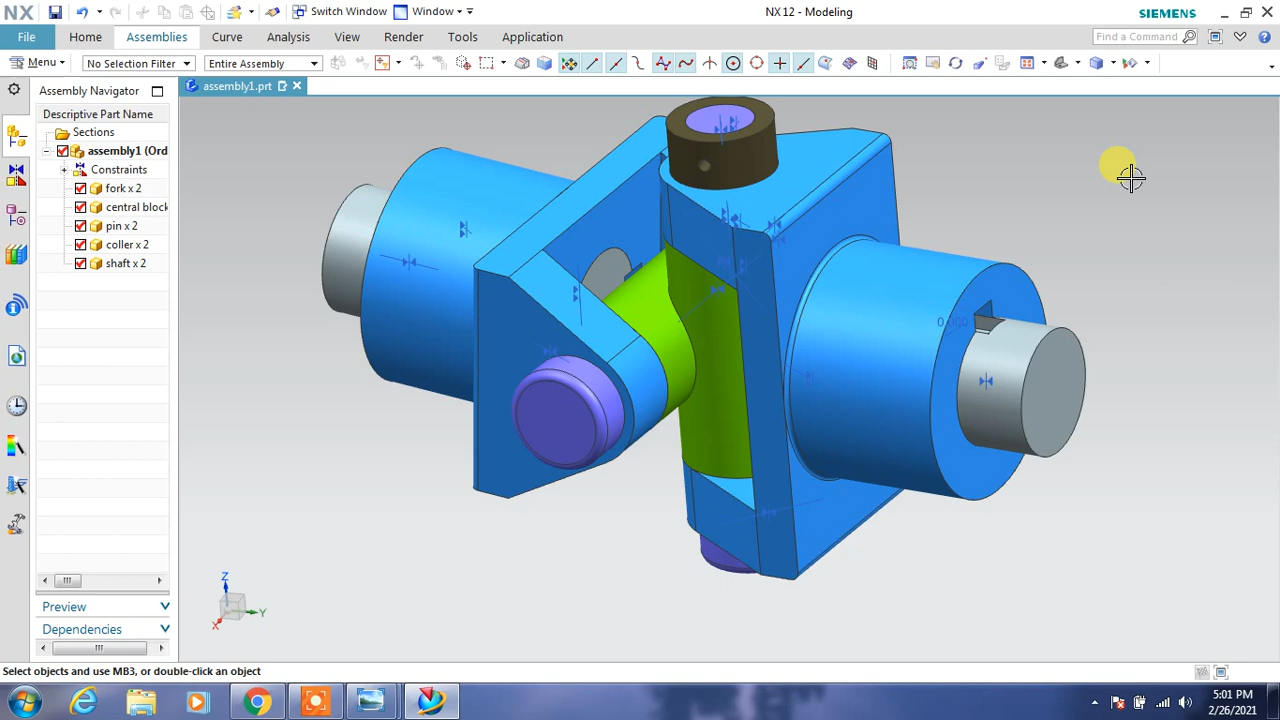 NX
Switch Window
Window
NX 12 - Modeling
SIEMENS
File
Home
Assemblies
Curve
Analysis
View
Render
Tools
Application
Find a Command
Menu
No Selection Filter
Entire Assembly
Assembly Navigator
assembly1.prt
Descriptive Part Name
Sections
assembly1 (Ord
Constraints
fork x 2
central block
pin x 2
coller x 2
shaft x 2
0.000
Z
Y
X
Preview
Dependencies
Select objects and use MB3, or double-click an object
5:01 PM
2/26/2021